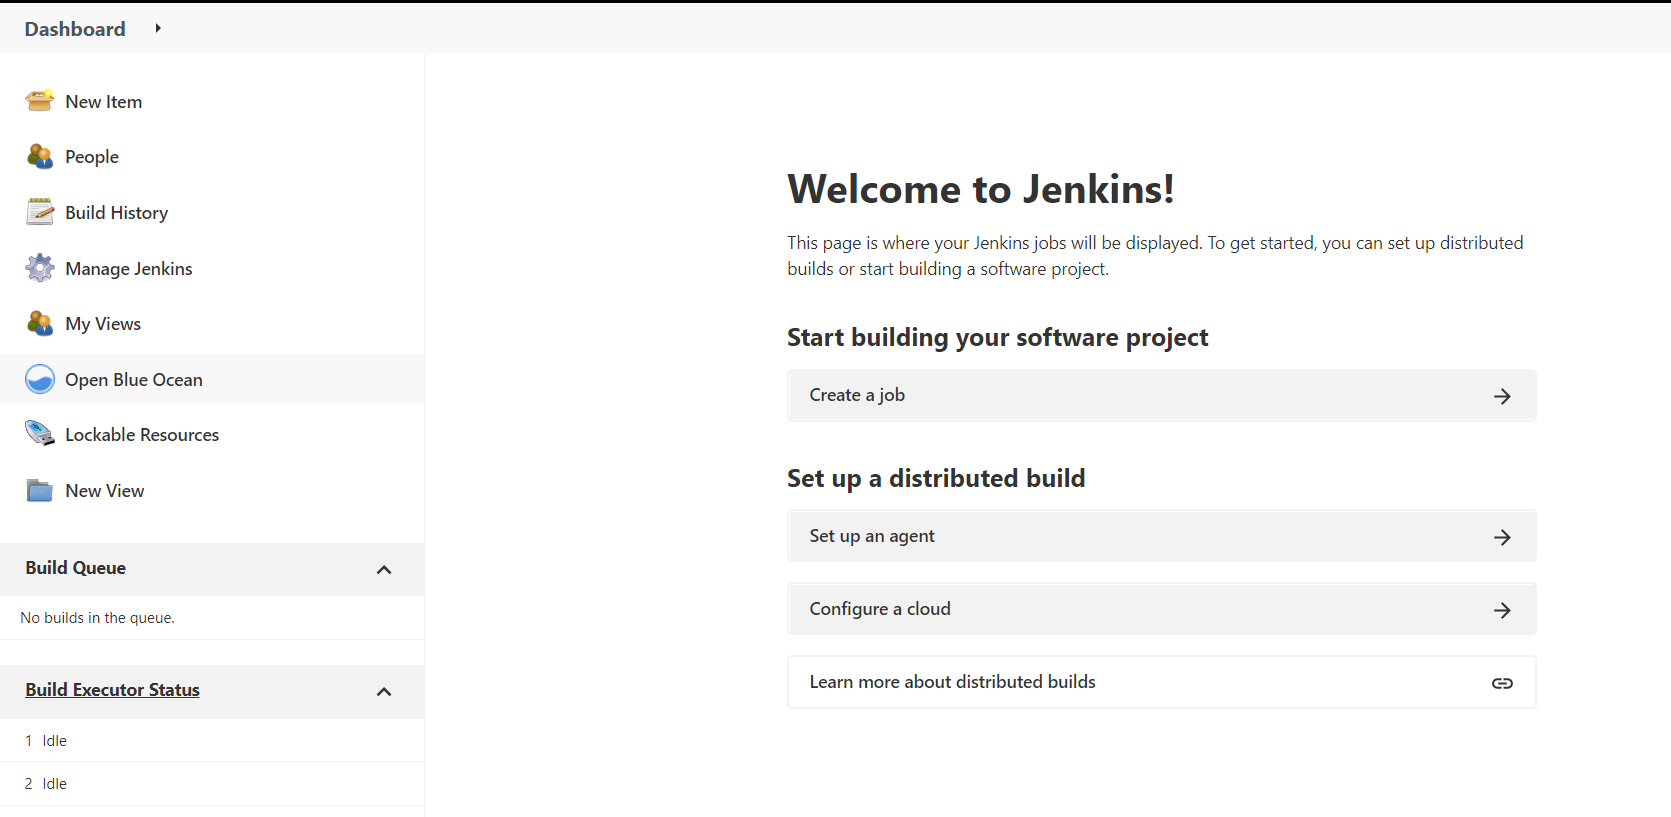 Dashboard
New Item
People
Build History
Manage Jenkins
My Views
Open Blue Ocean
Lockable Resources
New View
Build Queue
No builds in the queue.
Build Executor Status
1 Idle
2 Idle
Welcome to Jenkins!
This page is where your Jenkins jobs will be displayed. To get started, you can set up distributed
builds or start building a software project.
Start building your software project
Create a job
Set up a distributed build
Set up an agent
Configure a cloud
Learn more about distributed builds